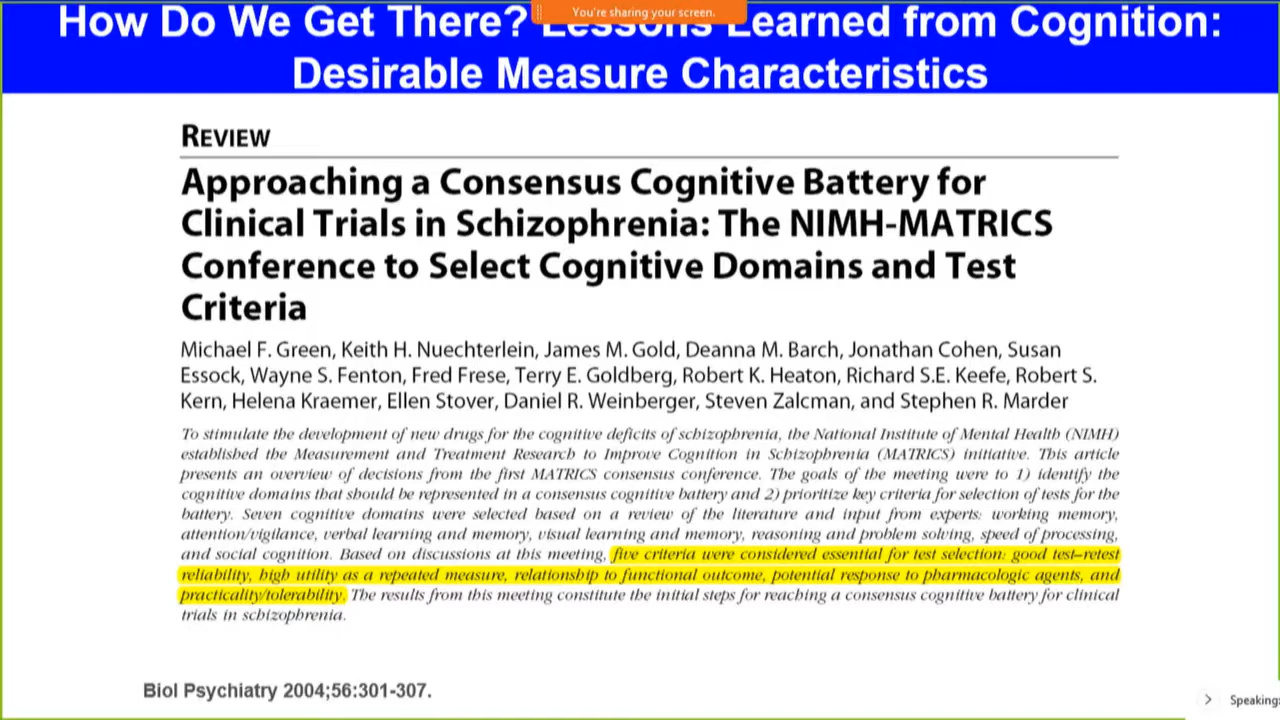 How Do We Get There? Lessons Learned from Cognition:
You're sharing your screen.
Desirable Measure Characteristics
REVIEW
Approaching a Consensus Cognitive Battery for
Clinical Trials in Schizophrenia: The NIMH-MATRICS
Conference to Select Cognitive Domains and Test
Criteria
Michael F. Green, Keith H. Nuechterlein, James M. Gold, Deanna M. Barch, Jonathan Cohen, Susan
Essock, Wayne S. Fenton, Fred Frese, Terry E. Goldberg, Robert K. Heaton, Richard S.E. Keefe, Robert S.
Kern, Helena Kraemer, Ellen Stover, Daniel R. Weinberger, Steven Zalcman, and Stephen R. Marder
To stimulate the development of new drugs for the cognitive deficits of schizophrenia, the National Institute of Mental Health (NIMH)
established the Measurement and Treatment Research to Improve Cognition in Schizophrenia (MATRICS) initiative. This article
presents an overview of decisions from the first MATRICS consensus conference. The goals of the meeting were to 1) identify the
cognitive domains that should be represented in a consensus cognitive battery and 2) prioritize key criteria for selection of tests for the
battery. Seven cognitive domains were selected based on a review of the literature and input from experts: working memory,
attention/vigilance, verbal learning and memory, visual learning and memory, reasoning and problem solving, speed of processing,
and social cognition. Based on discussions at this meeting, five criteria were considered essential for test selection: good test–retest
reliability, high utility as a repeated measure, relationship to functional outcome, potential response to pharmacologic agents, and
practicality/tolerability. The results from this meeting constitute the initial steps for reaching a consensus cognitive battery for clinical
trials in schizophrenia.
Biol Psychiatry 2004;56:301-307.
Speaking: